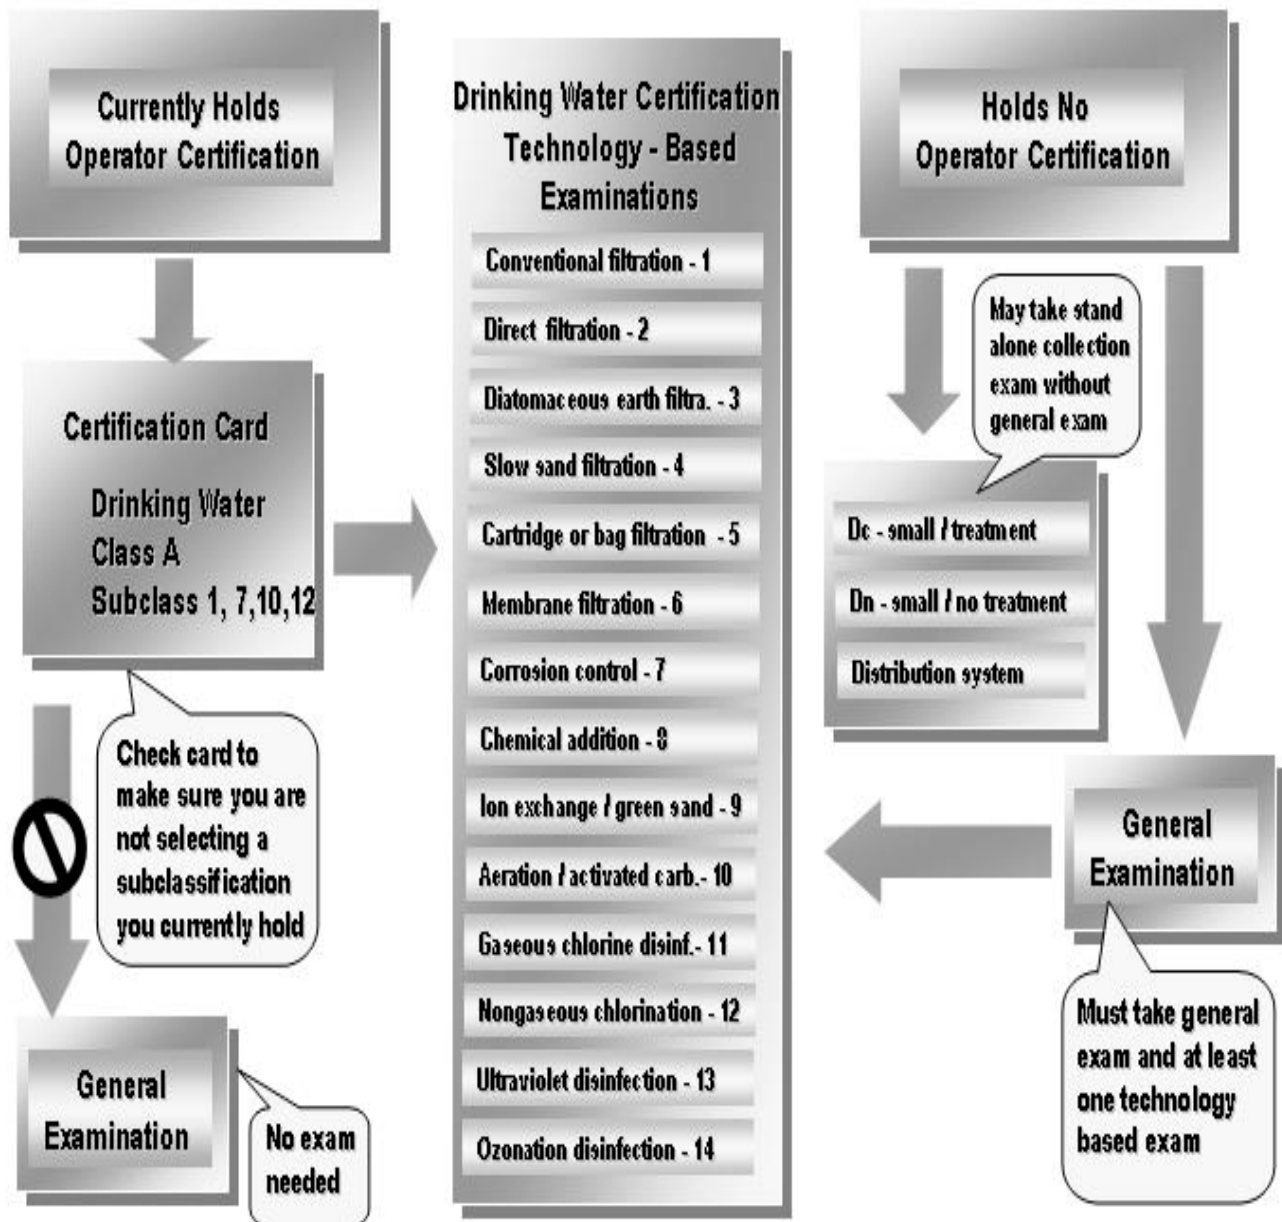 Currently Holds
Operator Certification
Certification Card
Drinking Water
Class A
Subclass 1, 7,10,12
Check card to
make sure you are
not selecting a
subclassification
you currently hold
General
Examination
No exam
needed
Drinking Water Certification
Technology - Based
Examinations
Conventional filtration - 1
Direct filtration - 2
Diatomaceous earth filtra. - 3
Slow sand filtration - 4
Cartridge or bag filtration - 5
Membrane filtration - 6
Corrosion control - 7
Chemical addition - 8
Ion exchange / green sand - 9
Aeration / activated carb.- 10
Gaseous chlorine disinf.- 11
Nongaseous chlorination - 12
Ultraviolet disinfection - 13
Ozonation disinfection - 14
Holds No
Operator Certification
May take stand
alone collection
exam without
general exam
Dc - small / treatment
Dn - small / no treatment
Distribution system
General
Examination
Must take general
exam and at least
one technology
based exam